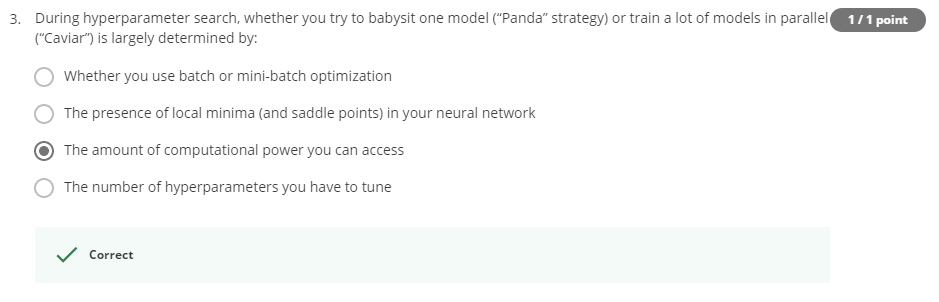 3. During hyperparameter search, whether you try to babysit one model (“Panda” strategy) or train a lot of models in parallel 1 / 1 point
(“Caviar”) is largely determined by:
Whether you use batch or mini-batch optimization
The presence of local minima (and saddle points) in your neural network
The amount of computational power you can access
The number of hyperparameters you have to tune
Correct